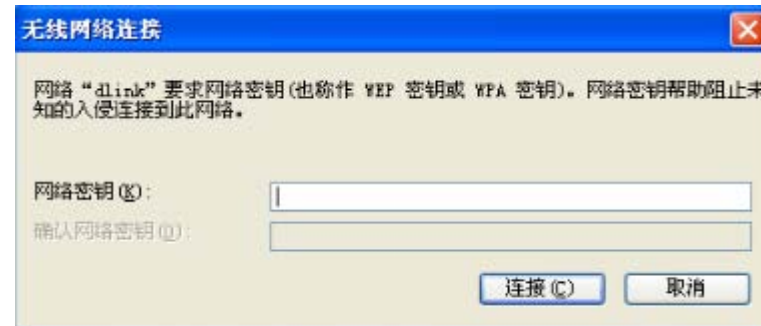 无线网络连接
网络“dlink”要求网络密钥(也称作 WEP 密钥或 WPA 密钥)。网络密钥帮助阻止未
知的入侵连接到此网络。
网络密钥(K):
确认网络密钥(O):
连接(C)
取消